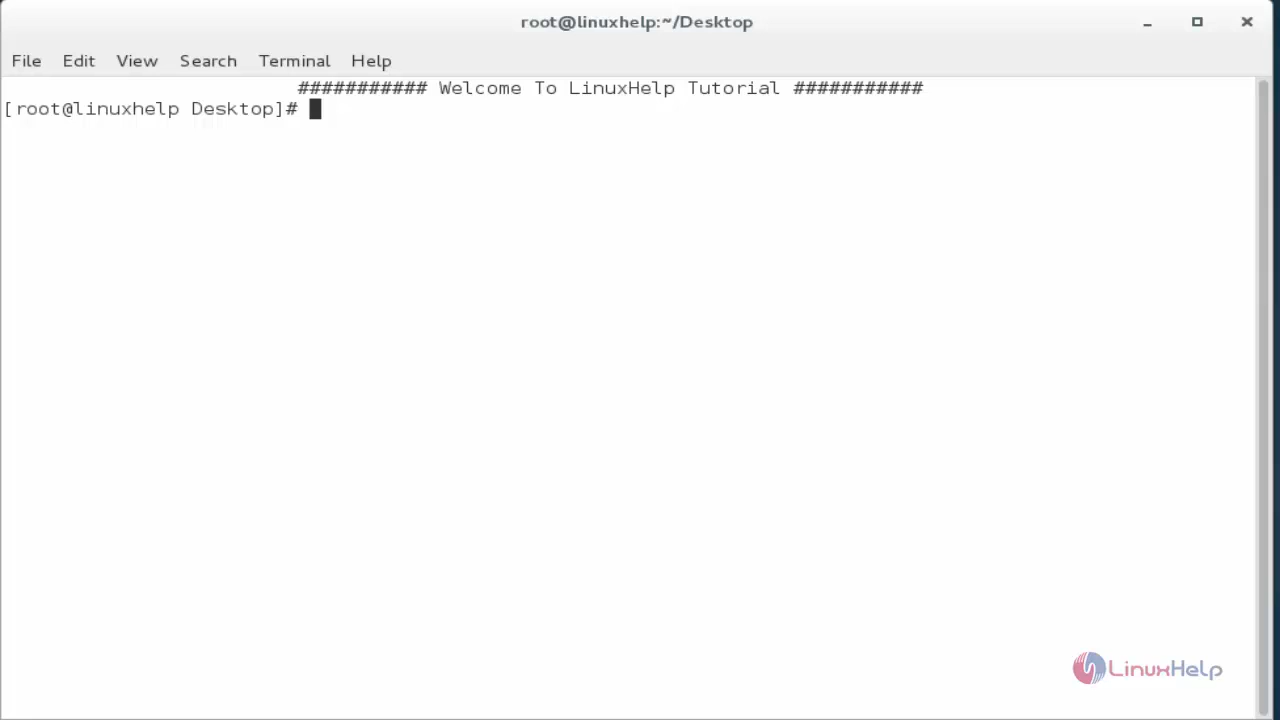 root@linuxhelp:~/Desktop
File Edit View Search Terminal Help
########### Welcome To LinuxHelp Tutorial ###########
[root@linuxhelp Desktop]#
LinuxHelp